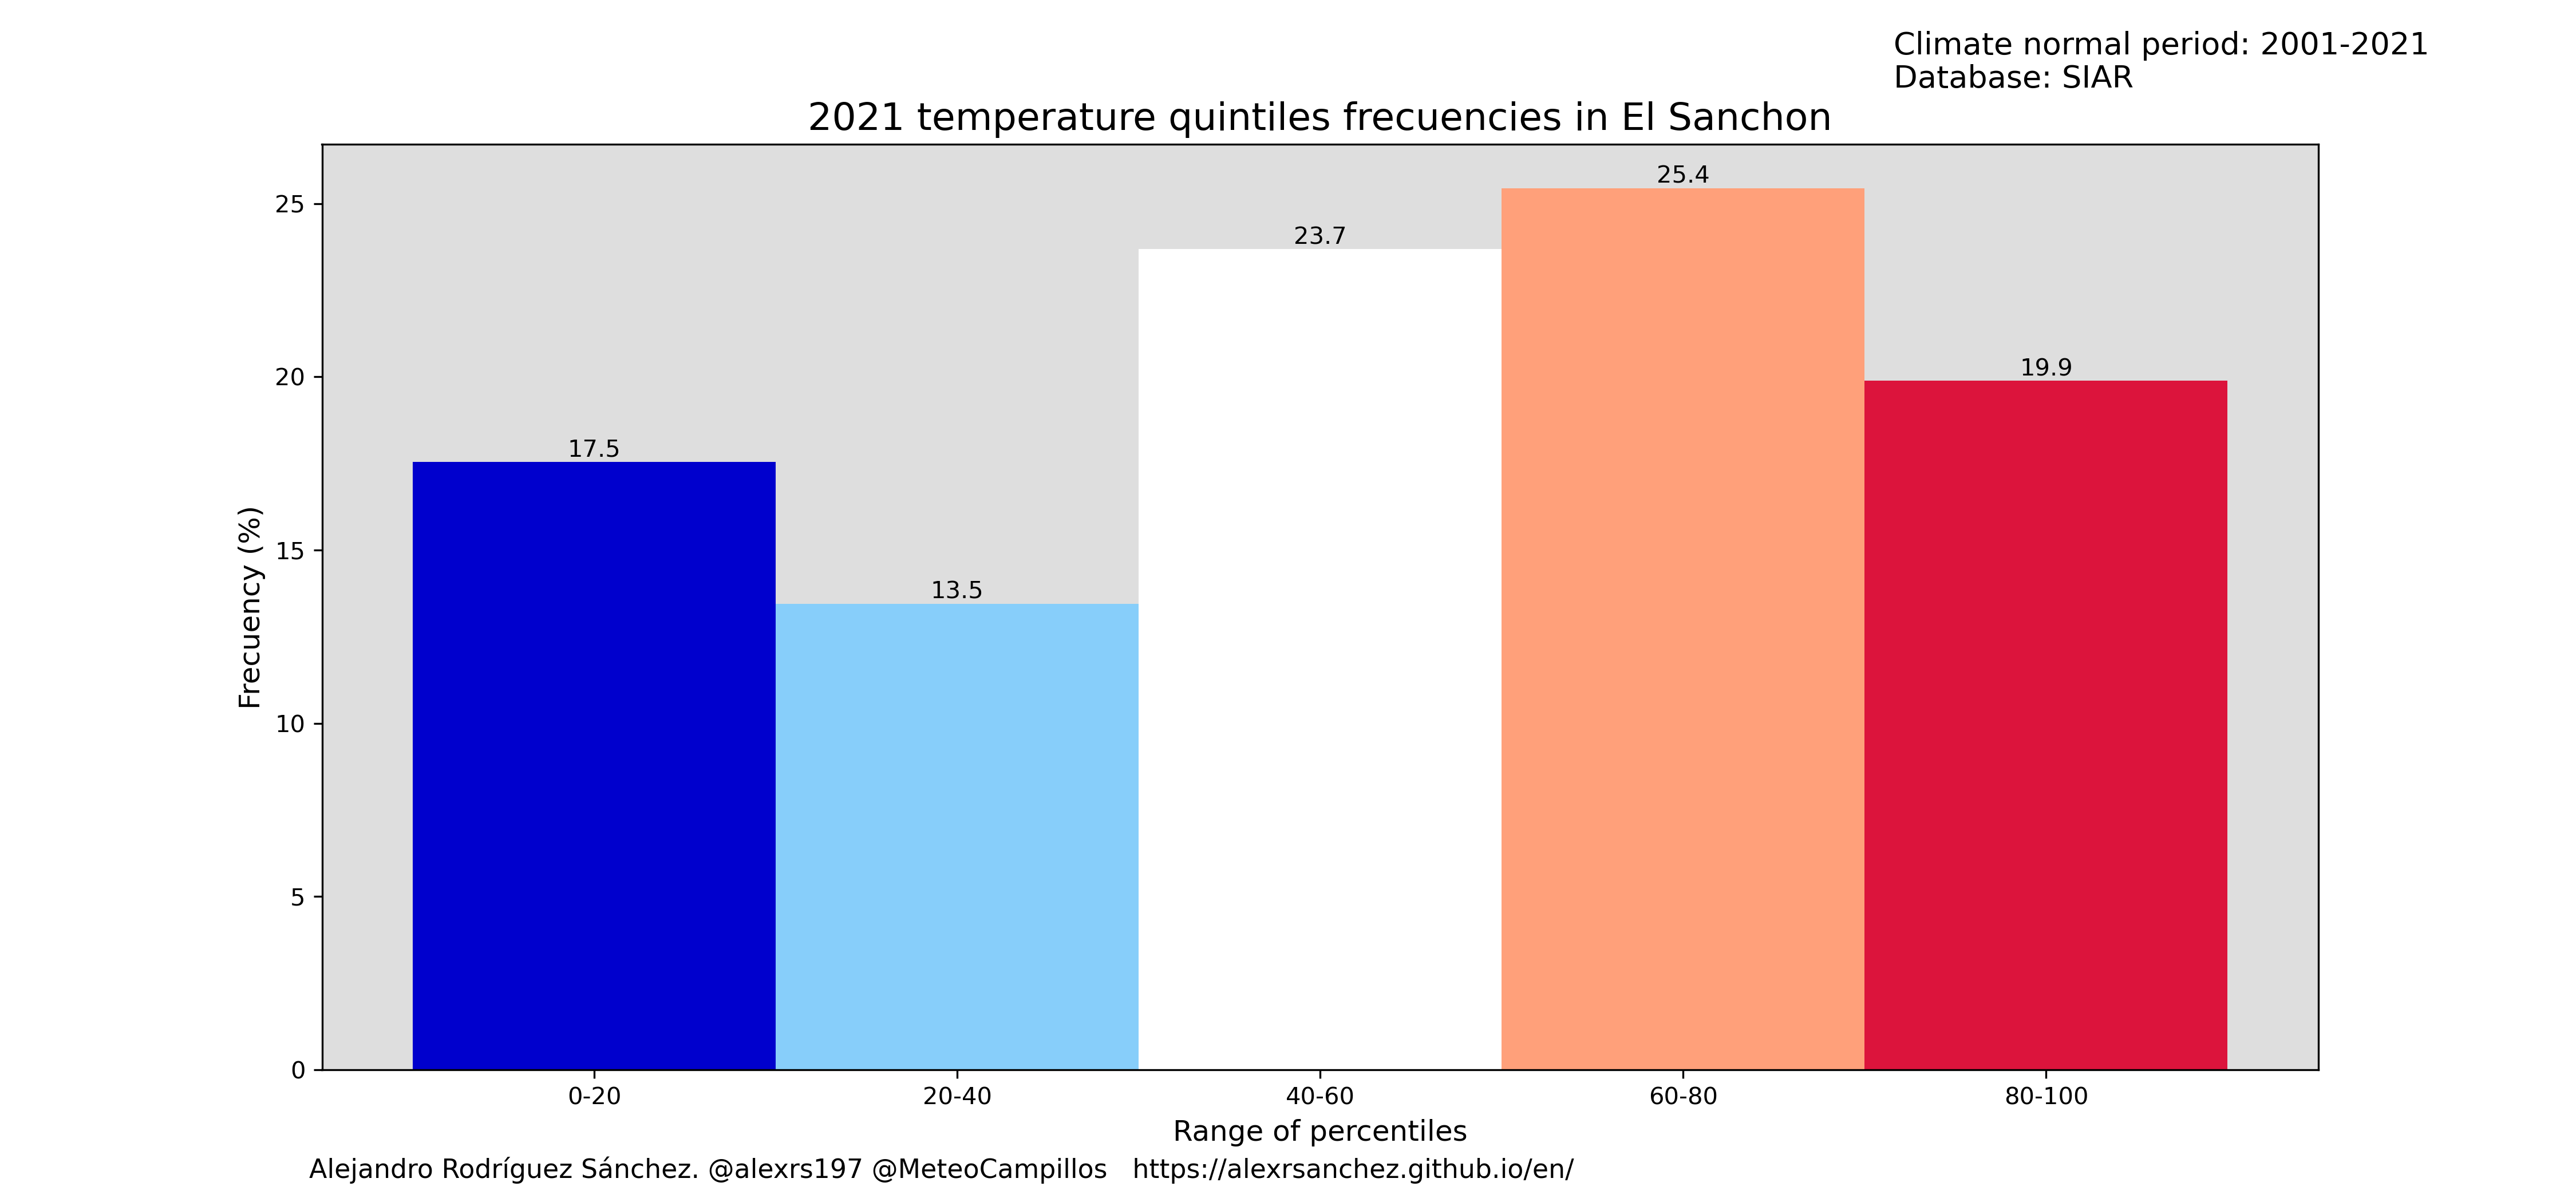 Climate normal period: 2001-2021
Database: SIAR
2021 temperature quintiles frecuencies in El Sanchon
25.4
23.7
19.9
17.5
13.5
25
20
15
10
5
0
Frecuency (%)
0-20 20-40 40-60 60-80 80-100
Range of percentiles
Alejandro Rodríguez Sánchez. @alexrs197 @MeteoCampillos https://alexrsanchez.github.io/en/